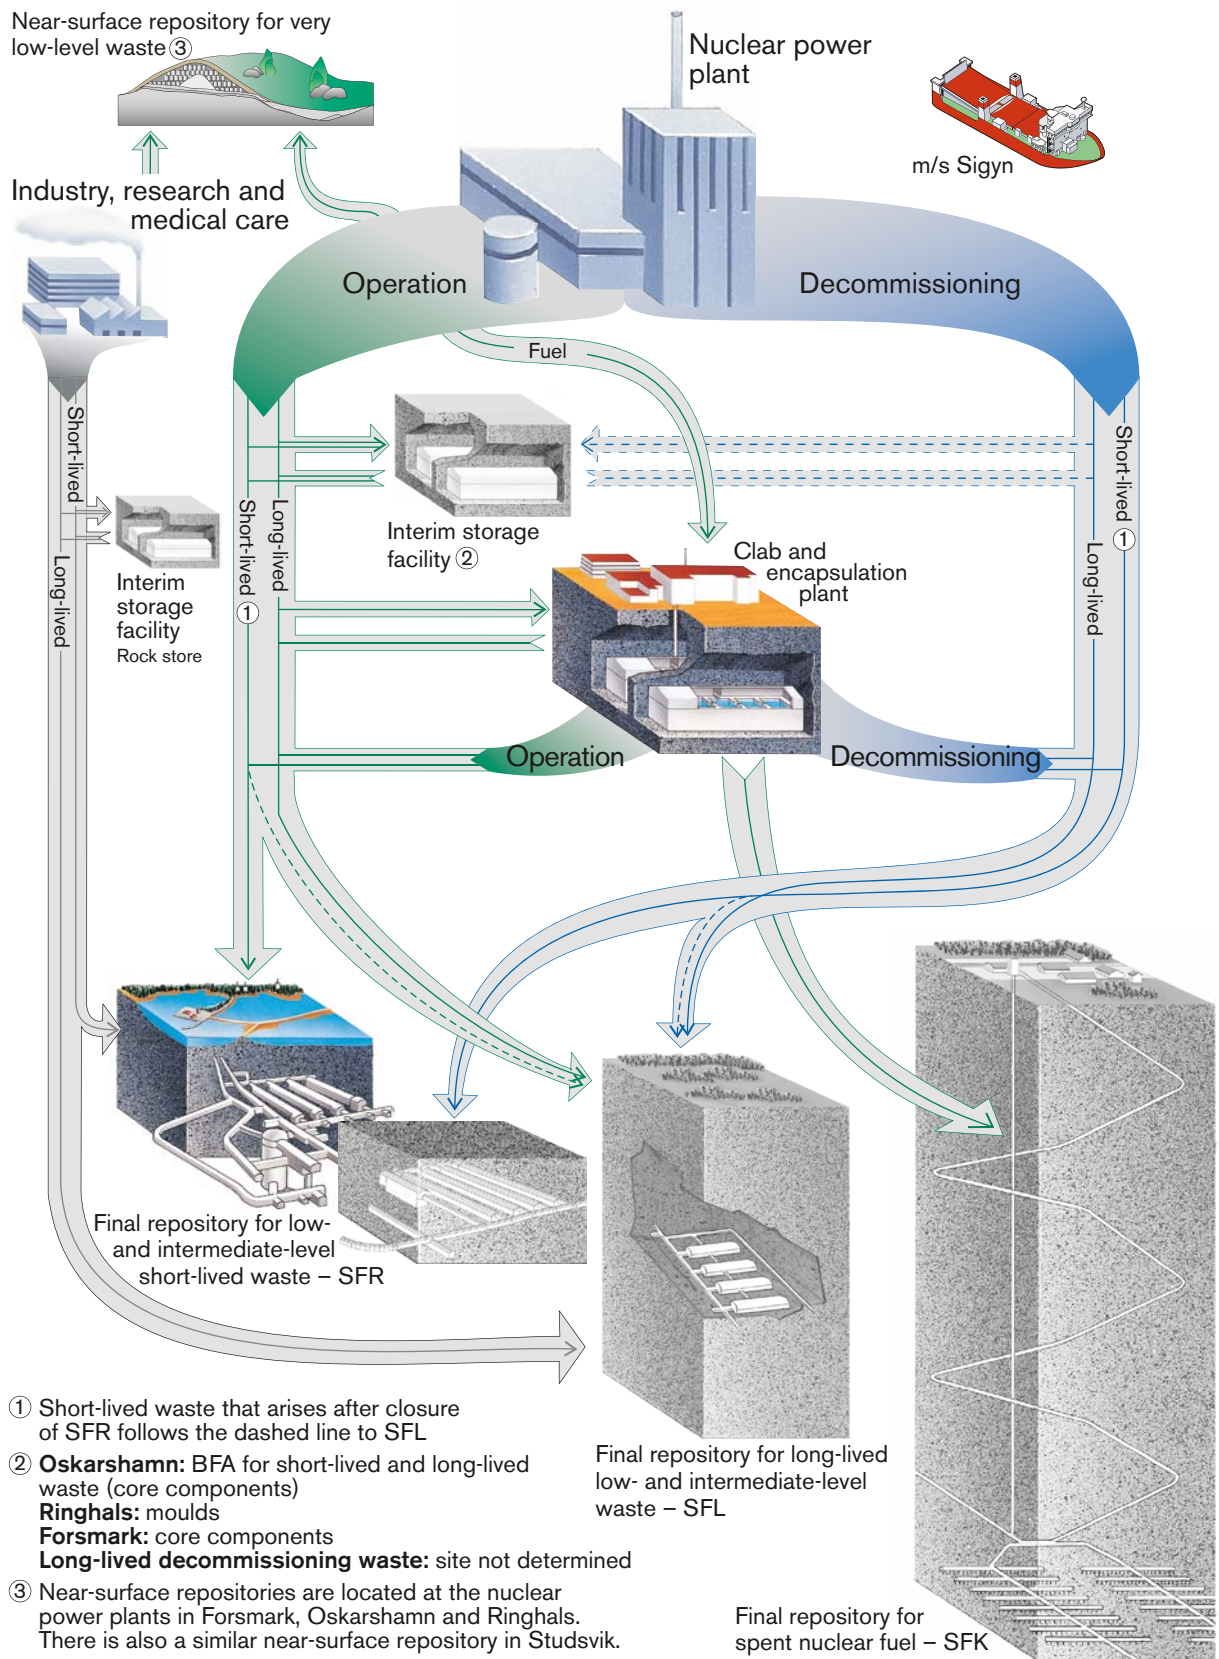 Near-surface repository for very
low-level waste ③
Nuclear power
plant
m/s Sigyn
Industry, research and
medical care
Operation
Decommissioning
Fuel
Short-lived
Long-lived
Interim
storage
facility
Rock store
Short-lived ①
Long-lived
Interim storage
facility ②
Clab and
encapsulation
plant
Short-lived ①
Long-lived
Operation
Decommissioning
Final repository for low-
and intermediate-level
short-lived waste – SFR
Final repository for long-lived
low- and intermediate-level
waste – SFL
Final repository for
spent nuclear fuel – SFK
① Short-lived waste that arises after closure
of SFR follows the dashed line to SFL
② Oskarshamn: BFA for short-lived and long-lived
waste (core components)
Ringhals: moulds
Forsmark: core components
Long-lived decommissioning waste: site not determined
③ Near-surface repositories are located at the nuclear
power plants in Forsmark, Oskarshamn and Ringhals.
There is also a similar near-surface repository in Studsvik.